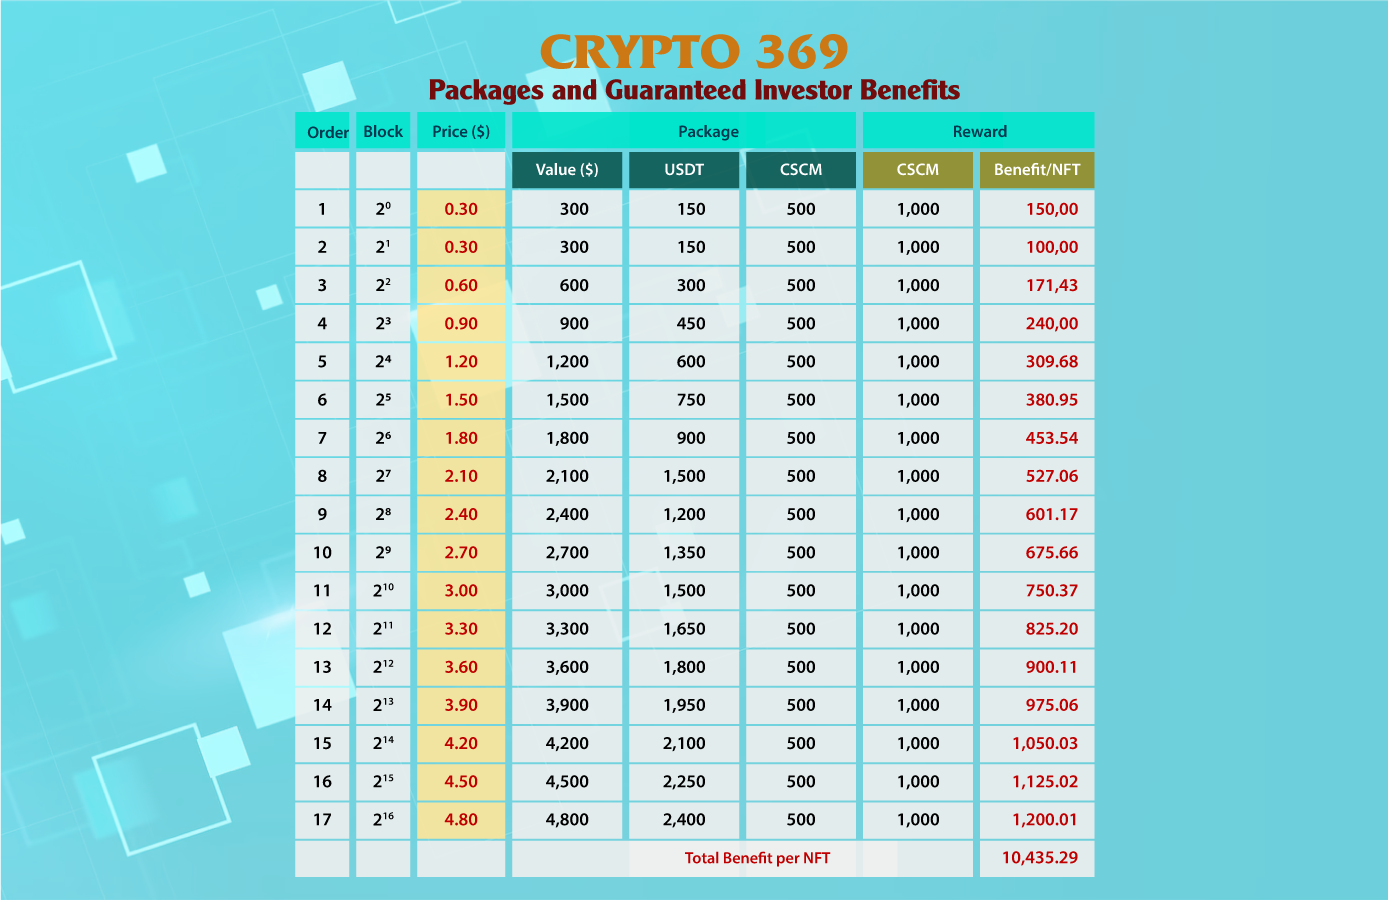 CRYPTO 369
Packages and Guaranteed Investor Benefits
Order Block Price ($) Package Reward
Value ($) USDT CSCM CSCM Benefit/NFT
1 2⁰ 0.30 300 150 500 1,000 150,00
2 2¹ 0.30 300 150 500 1,000 100,00
3 2² 0.60 600 300 500 1,000 171,43
4 2³ 0.90 900 450 500 1,000 240,00
5 2⁴ 1.20 1,200 600 500 1,000 309.68
6 2⁵ 1.50 1,500 750 500 1,000 380.95
7 2⁶ 1.80 1,800 900 500 1,000 453.54
8 2⁷ 2.10 2,100 1,500 500 1,000 527.06
9 2⁸ 2.40 2,400 1,200 500 1,000 601.17
10 2⁹ 2.70 2,700 1,350 500 1,000 675.66
11 2¹⁰ 3.00 3,000 1,500 500 1,000 750.37
12 2¹¹ 3.30 3,300 1,650 500 1,000 825.20
13 2¹² 3.60 3,600 1,800 500 1,000 900.11
14 2¹³ 3.90 3,900 1,950 500 1,000 975.06
15 2¹⁴ 4.20 4,200 2,100 500 1,000 1,050.03
16 2¹⁵ 4.50 4,500 2,250 500 1,000 1,125.02
17 2¹⁶ 4.80 4,800 2,400 500 1,000 1,200.01
Total Benefit per NFT 10,435.29